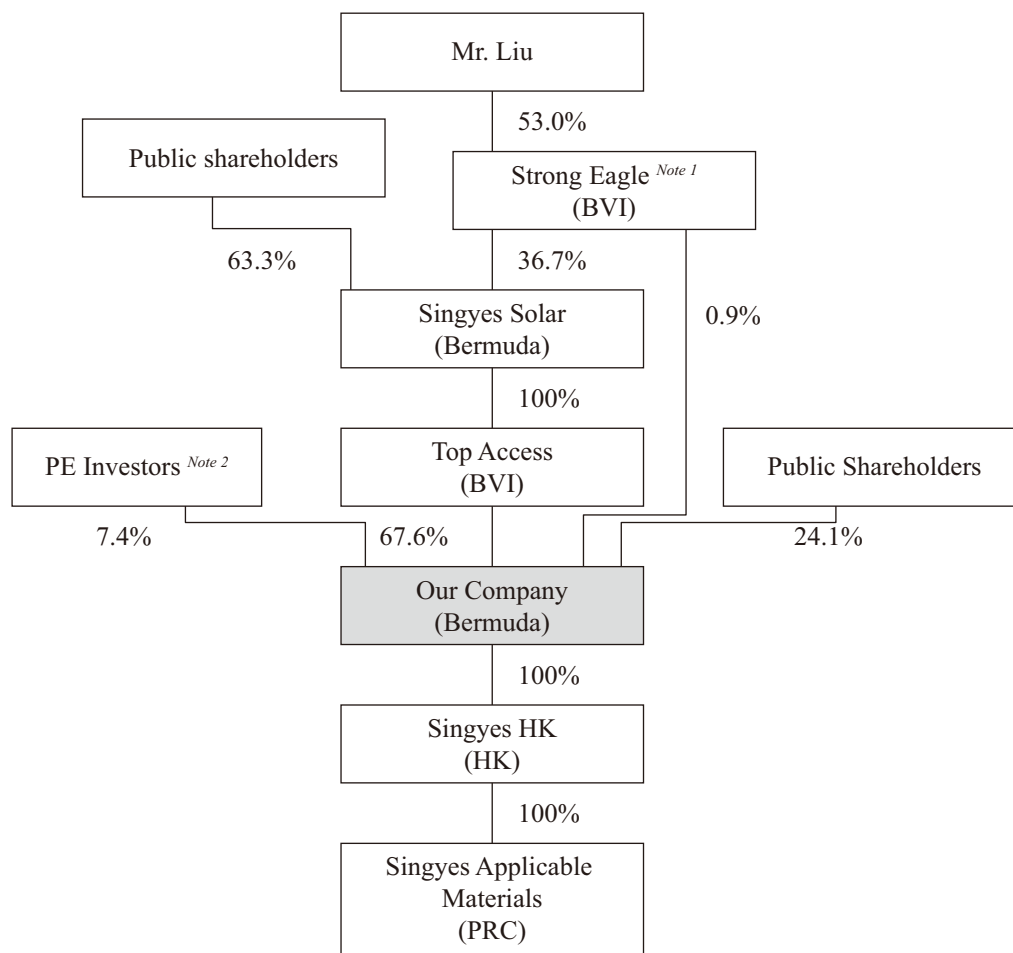 Mr. Liu
53.0%
Public shareholders
Strong Eagle Note 1
(BVI)
63.3%
36.7%
0.9%
Singyes Solar
(Bermuda)
100%
PE Investors Note 2
Top Access
(BVI)
Public Shareholders
7.4%
67.6%
24.1%
Our Company
(Bermuda)
100%
Singyes HK
(HK)
100%
Singyes Applicable
Materials
(PRC)